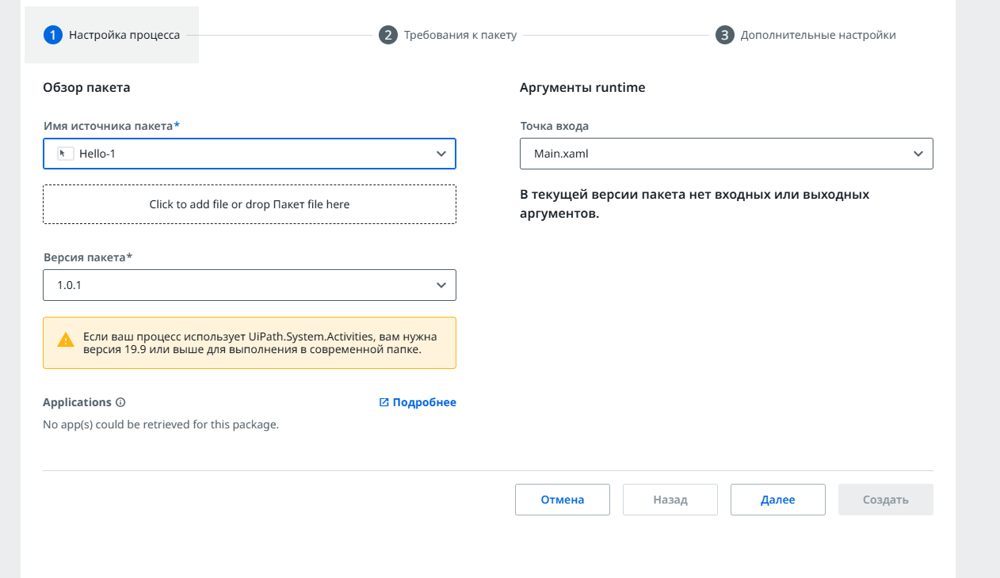 1 Настройка процесса
2 Требования к пакету
3 Дополнительные настройки
Обзор пакета
Имя источника пакета*
Hello-1
Click to add file or drop Пакет file here
Версия пакета*
1.0.1
Если ваш процесс использует UiPath.System.Activities, вам нужна
версия 19.9 или выше для выполнения в современной папке.
Applications
Подробнее
No app(s) could be retrieved for this package.
Аргументы runtime
Точка входа
Main.xaml
В текущей версии пакета нет входных или выходных
аргументов.
Отмена
Назад
Далее
Создать